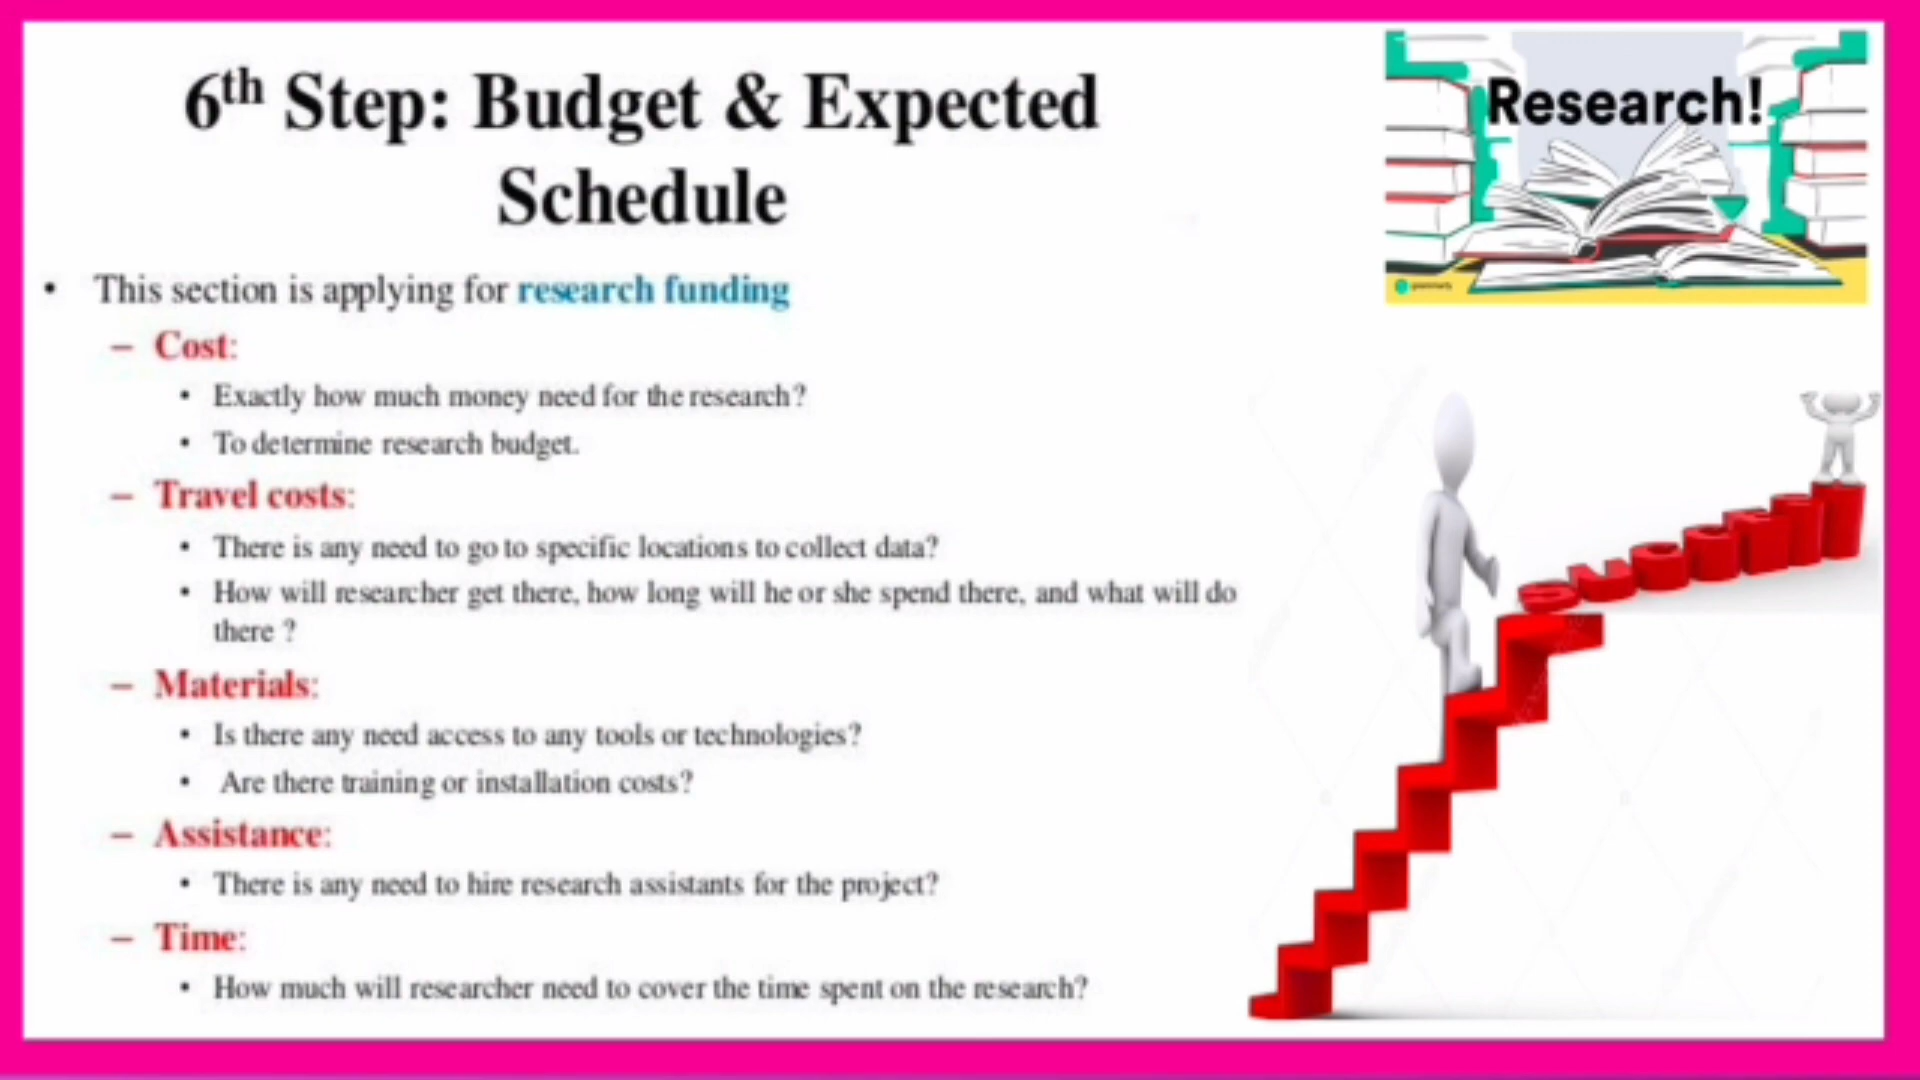 6th Step: Budget & Expected
Schedule
Research!
• This section is applying for research funding
– Cost:
• Exactly how much money need for the research?
• To determine research budget.
– Travel costs:
• There is any need to go to specific locations to collect data?
• How will researcher get there, how long will he or she spend there, and what will do
there ?
– Materials:
• Is there any need access to any tools or technologies?
• Are there training or installation costs?
– Assistance:
• There is any need to hire research assistants for the project?
– Time:
• How much will researcher need to cover the time spent on the research?